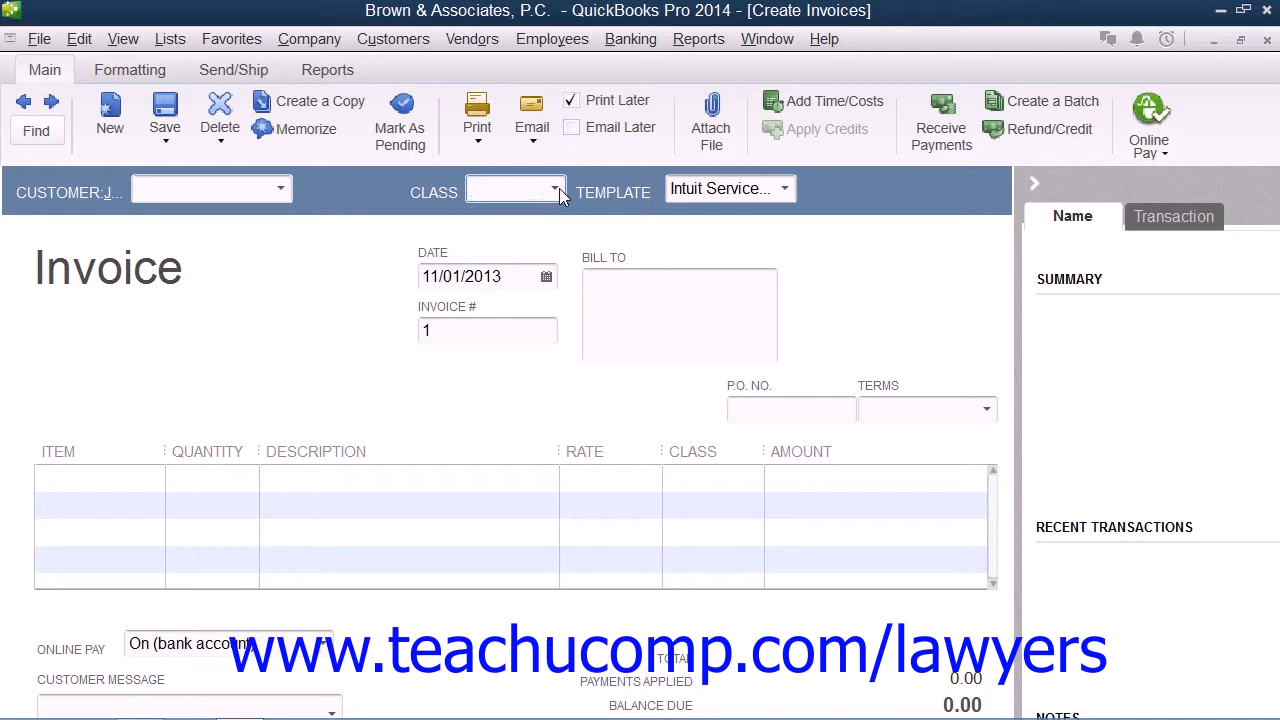 Brown & Associates, P.C. - QuickBooks Pro 2014 - [Create Invoices]
File Edit View Lists Favorites Company Customers Vendors Employees Banking Reports Window Help
Main Formatting Send/Ship Reports
Find
New
Save
Delete
Create a Copy
Memorize
Mark As
Pending
Print
Email
Print Later
Email Later
Attach
File
Add Time/Costs
Apply Credits
Receive
Payments
Create a Batch
Refund/Credit
Online
Pay
CUSTOMER:J... CLASS TEMPLATE Intuit Service...
Name Transaction
Invoice
DATE
11/01/2013
INVOICE #
1
BILL TO
P.O. NO. TERMS
ITEM QUANTITY DESCRIPTION RATE CLASS AMOUNT
SUMMARY
RECENT TRANSACTIONS
ONLINE PAY On (bank account)
www.teachucomp.com/lawyers
TOTAL
CUSTOMER MESSAGE
PAYMENTS APPLIED 0.00
BALANCE DUE 0.00
NOTES